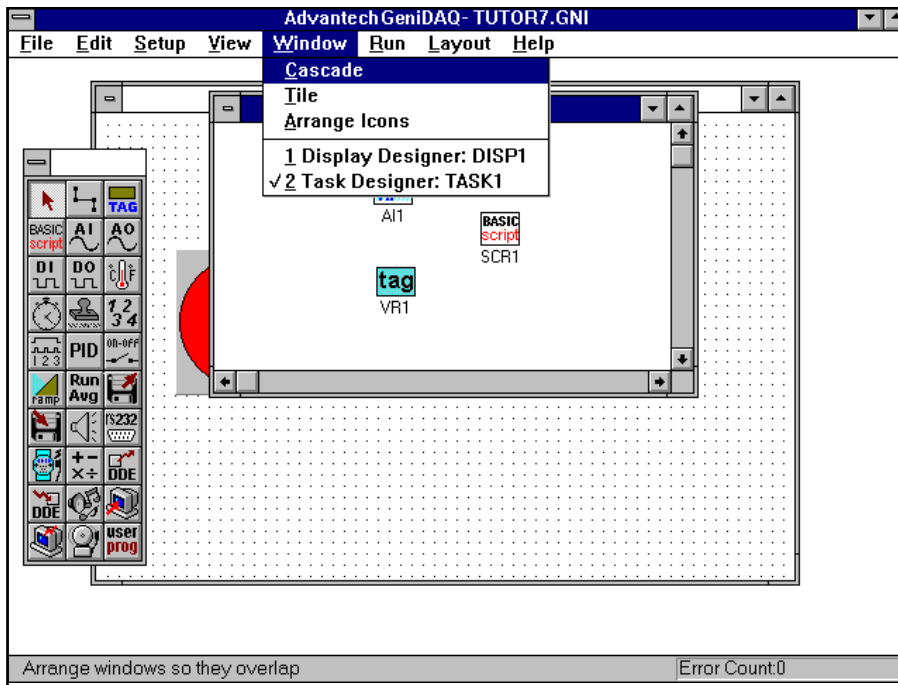 Advantech GeniDAQ- TUTOR7.GNI
File Edit Setup View Window Run Layout Help
Cascade
Tile
Arrange Icons
1 Display Designer: DISP1
✓2 Task Designer: TASK1
AI1
BASIC
script
SCR1
tag
VR1
TAG
BASIC
script
AI
AO
DI
DO
°C °F
1 2
3 4
1 2 3
PID
on-off
ramp
Run
Avg
rs232
+ -
× ÷
DDE
DDE
user
prog
Arrange windows so they overlap
Error Count:0